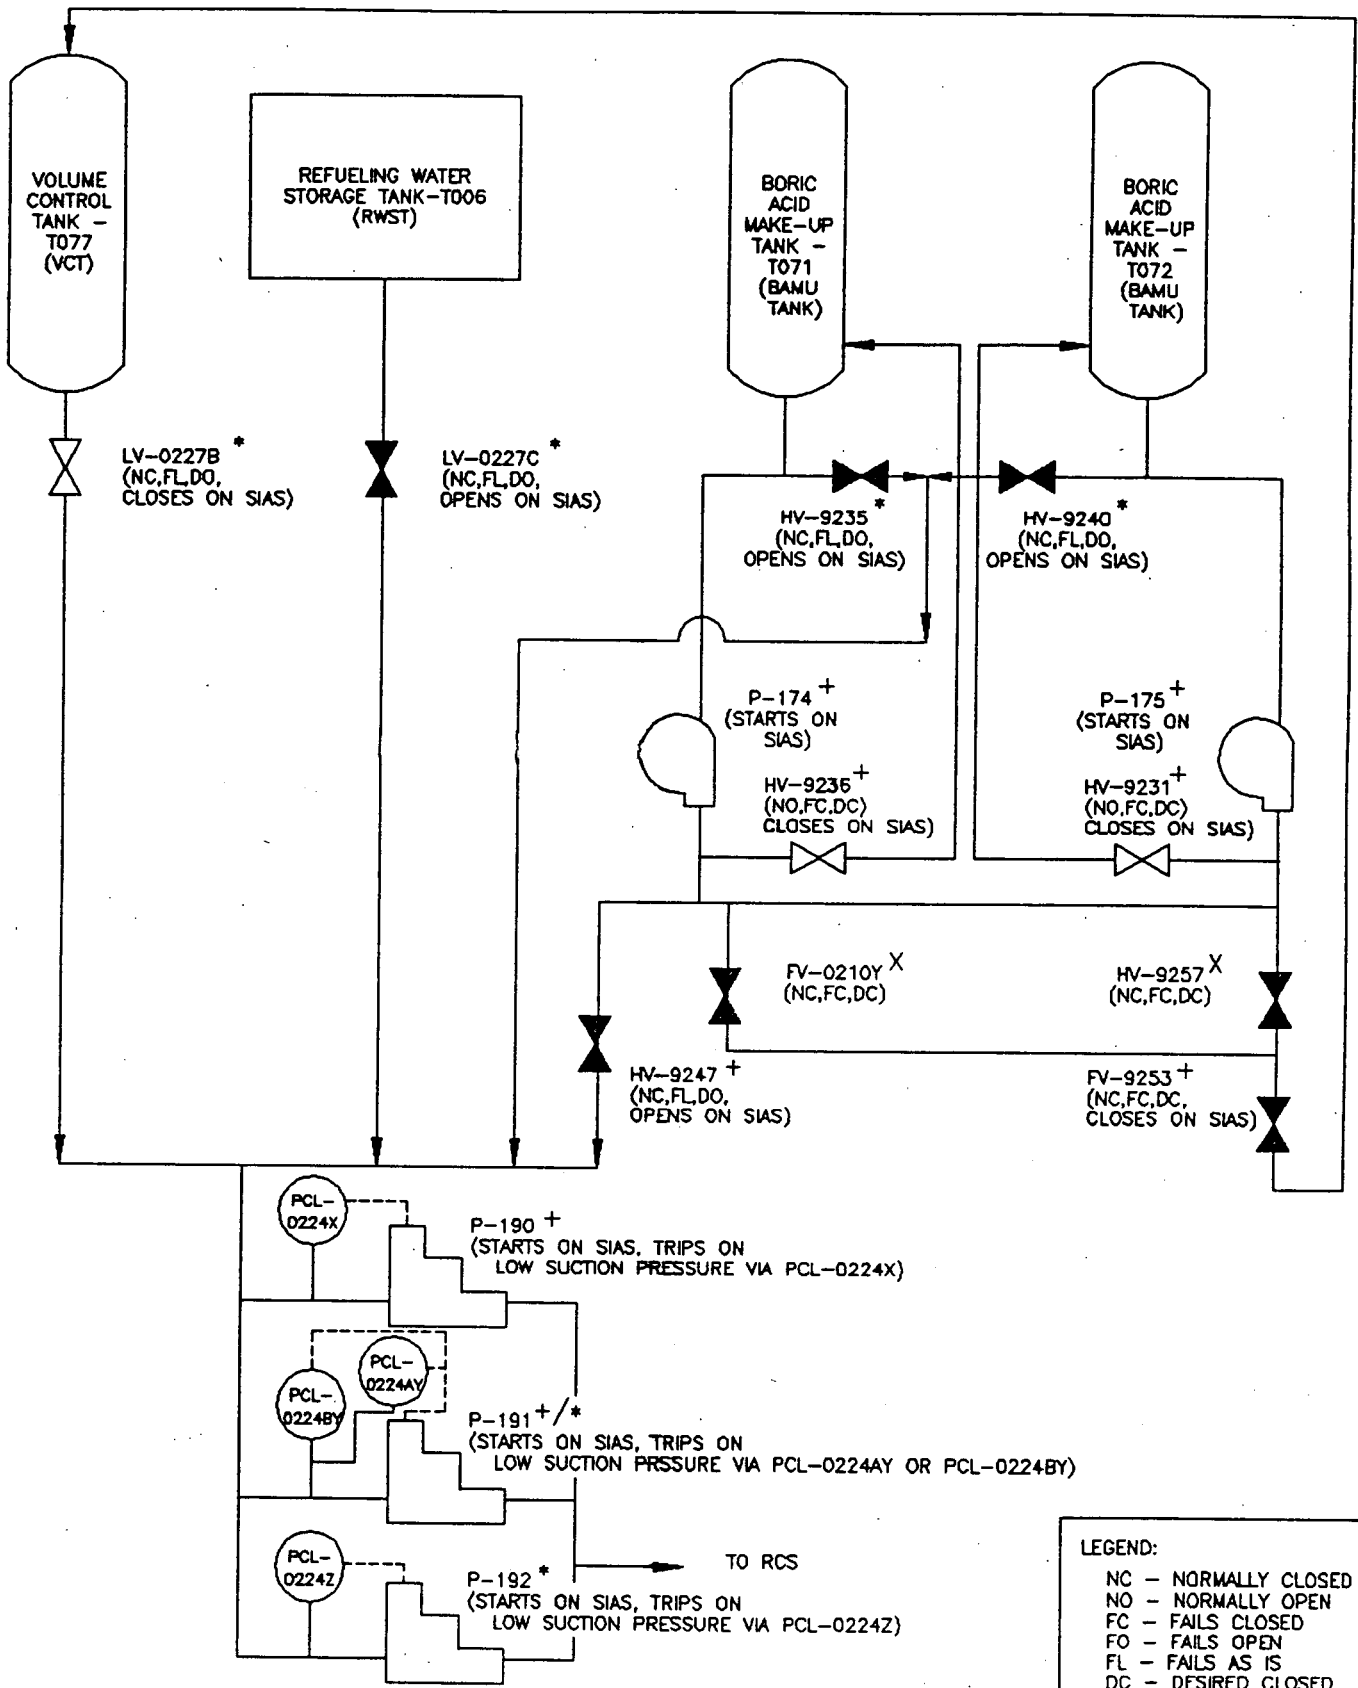 VOLUME
CONTROL
TANK –
T077
(VCT)
REFUELING WATER
STORAGE TANK–T006
(RWST)
BORIC
ACID
MAKE–UP
TANK –
T071
(BAMU
TANK)
BORIC
ACID
MAKE–UP
TANK –
T072
(BAMU
TANK)
LV–0227B *
(NC,FL,DO,
CLOSES ON SIAS)
LV–0227C *
(NC,FL,DO,
OPENS ON SIAS)
HV–9235 *
(NC,FL,DO,
OPENS ON SIAS)
HV–9240 *
(NC,FL,DO,
OPENS ON SIAS)
P–174 +
(STARTS ON
SIAS)
P–175 +
(STARTS ON
SIAS)
HV–9236 +
(NO,FC,DC)
CLOSES ON SIAS)
HV–9231 +
(NO,FC,DC)
CLOSES ON SIAS)
FV–0210Y X
(NC,FC,DC)
HV–9257 X
(NC,FC,DC)
HV–9247 +
(NC,FL,DO,
OPENS ON SIAS)
FV–9253 +
(NC,FC,DC,
CLOSES ON SIAS)
PCL–
0224X
P–190 +
(STARTS ON SIAS, TRIPS ON
LOW SUCTION PRESSURE VIA PCL–0224X)
PCL–
0224AY
PCL–
0224BY
P–191 +/*
(STARTS ON SIAS, TRIPS ON
LOW SUCTION PRSSURE VIA PCL–0224AY OR PCL–0224BY)
PCL–
0224Z
P–192 *
(STARTS ON SIAS, TRIPS ON
LOW SUCTION PRESSURE VIA PCL–0224Z)
TO RCS
LEGEND:
NC – NORMALLY CLOSED
NO – NORMALLY OPEN
FC – FAILS CLOSED
FO – FAILS OPEN
FL – FAILS AS IS
DC – DESIRED CLOSED